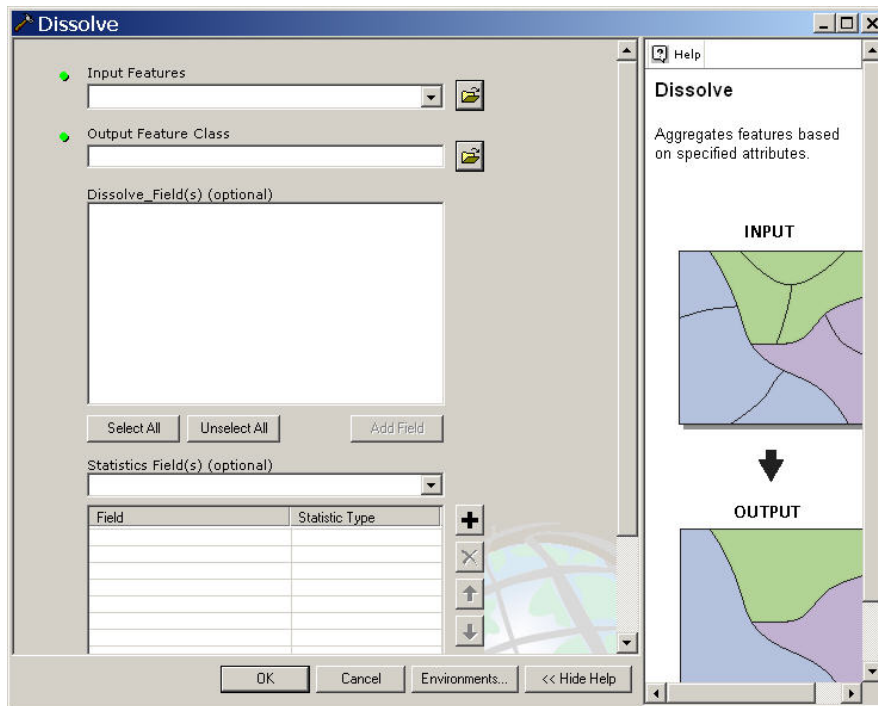 Dissolve
Input Features
Output Feature Class
Dissolve_Field(s) (optional)
Select All
Unselect All
Add Field
Statistics Field(s) (optional)
Field
Statistic Type
OK
Cancel
Environments...
<< Hide Help
Help
Dissolve
Aggregates features based
on specified attributes.
INPUT
OUTPUT